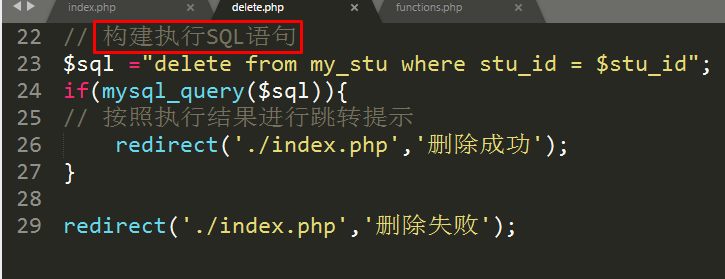 index.php × delete.php × functions.php ×
22 // 构建执行SQL语句
23 $sql ="delete from my_stu where stu_id = $stu_id";
24 if(mysql_query($sql)){
25 // 按照执行结果进行跳转提示
26 redirect('./index.php','删除成功');
27 }
28
29 redirect('./index.php','删除失败');